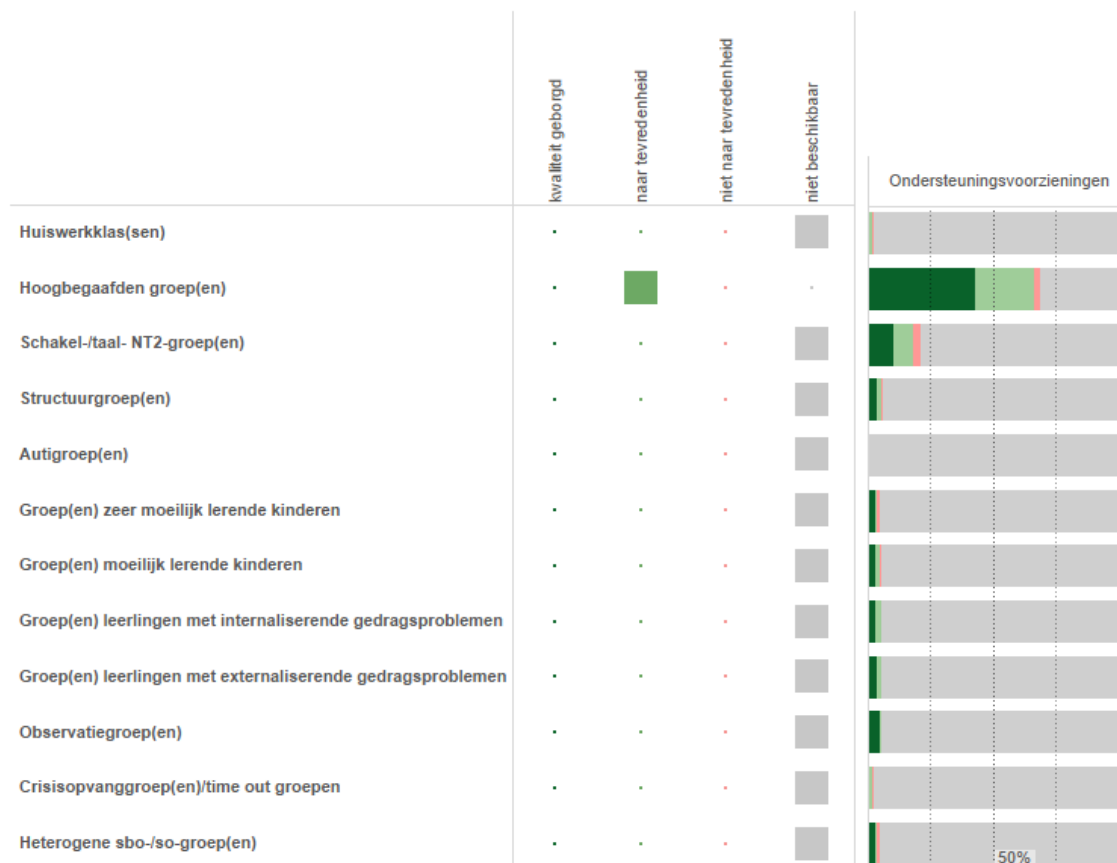 kwaliteit geborgd
naar tevredenheid
niet naar tevredenheid
niet beschikbaar
Ondersteuningsvoorzieningen
Huiswerkklas(sen)
Hoogbegaafden groep(en)
Schakel-/taal- NT2-groep(en)
Structuurgroep(en)
Autigroep(en)
Groep(en) zeer moeilijk lerende kinderen
Groep(en) moeilijk lerende kinderen
Groep(en) leerlingen met internaliserende gedragsproblemen
Groep(en) leerlingen met externaliserende gedragsproblemen
Observatiegroep(en)
Crisisopvanggroep(en)/time out groepen
Heterogene sbo-/so-groep(en)
50%